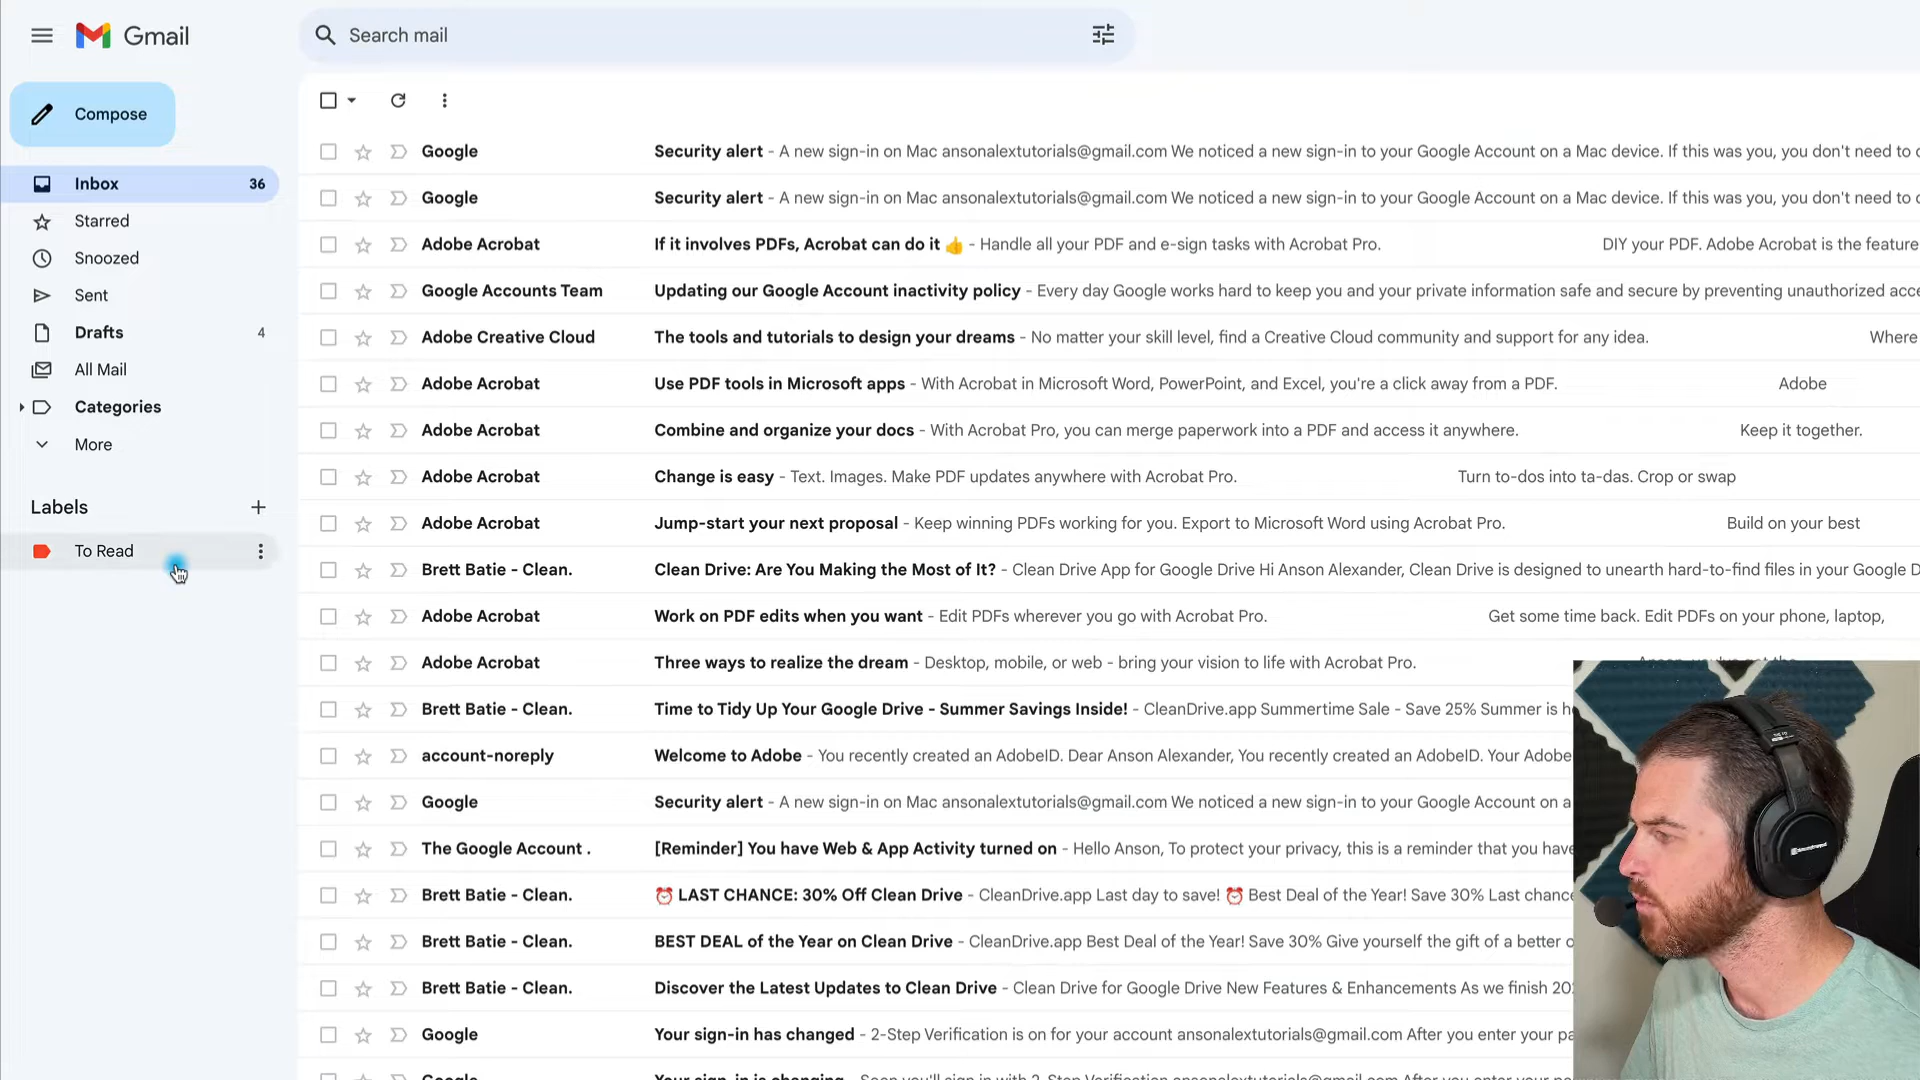 Gmail
Search mail
Compose
Inbox 36
Starred
Snoozed
Sent
Drafts 4
All Mail
Categories
More
Labels
To Read
Google Security alert - A new sign-in on Mac ansonalextutorials@gmail.com We noticed a new sign-in to your Google Account on a Mac device. If this was you, you don't need to
Google Security alert - A new sign-in on Mac ansonalextutorials@gmail.com We noticed a new sign-in to your Google Account on a Mac device. If this was you, you don't need to
Adobe Acrobat If it involves PDFs, Acrobat can do it 👍 - Handle all your PDF and e-sign tasks with Acrobat Pro. DIY your PDF. Adobe Acrobat is the feature
Google Accounts Team Updating our Google Account inactivity policy - Every day Google works hard to keep you and your private information safe and secure by preventing unauthorized acce
Adobe Creative Cloud The tools and tutorials to design your dreams - No matter your skill level, find a Creative Cloud community and support for any idea. Where
Adobe Acrobat Use PDF tools in Microsoft apps - With Acrobat in Microsoft Word, PowerPoint, and Excel, you're a click away from a PDF. Adobe
Adobe Acrobat Combine and organize your docs - With Acrobat Pro, you can merge paperwork into a PDF and access it anywhere. Keep it together.
Adobe Acrobat Change is easy - Text. Images. Make PDF updates anywhere with Acrobat Pro. Turn to-dos into ta-das. Crop or swap
Adobe Acrobat Jump-start your next proposal - Keep winning PDFs working for you. Export to Microsoft Word using Acrobat Pro. Build on your best
Brett Batie - Clean. Clean Drive: Are You Making the Most of It? - Clean Drive App for Google Drive Hi Anson Alexander, Clean Drive is designed to unearth hard-to-find files in your Google D
Adobe Acrobat Work on PDF edits when you want - Edit PDFs wherever you go with Acrobat Pro. Get some time back. Edit PDFs on your phone, laptop,
Adobe Acrobat Three ways to realize the dream - Desktop, mobile, or web - bring your vision to life with Acrobat Pro.
Brett Batie - Clean. Time to Tidy Up Your Google Drive - Summer Savings Inside! - CleanDrive.app Summertime Sale - Save 25% Summer is h
account-noreply Welcome to Adobe - You recently created an AdobeID. Dear Anson Alexander, You recently created an AdobeID. Your Adobe
Google Security alert - A new sign-in on Mac ansonalextutorials@gmail.com We noticed a new sign-in to your Google Account on a
The Google Account . [Reminder] You have Web & App Activity turned on - Hello Anson, To protect your privacy, this is a reminder that you have
Brett Batie - Clean. ⏰ LAST CHANCE: 30% Off Clean Drive - CleanDrive.app Last day to save! ⏰ Best Deal of the Year! Save 30% Last chance
Brett Batie - Clean. BEST DEAL of the Year on Clean Drive - CleanDrive.app Best Deal of the Year! Save 30% Give yourself the gift of a better
Brett Batie - Clean. Discover the Latest Updates to Clean Drive - Clean Drive for Google Drive New Features & Enhancements As we finish 20
Google Your sign-in has changed - 2-Step Verification is on for your account ansonalextutorials@gmail.com After you enter your pa